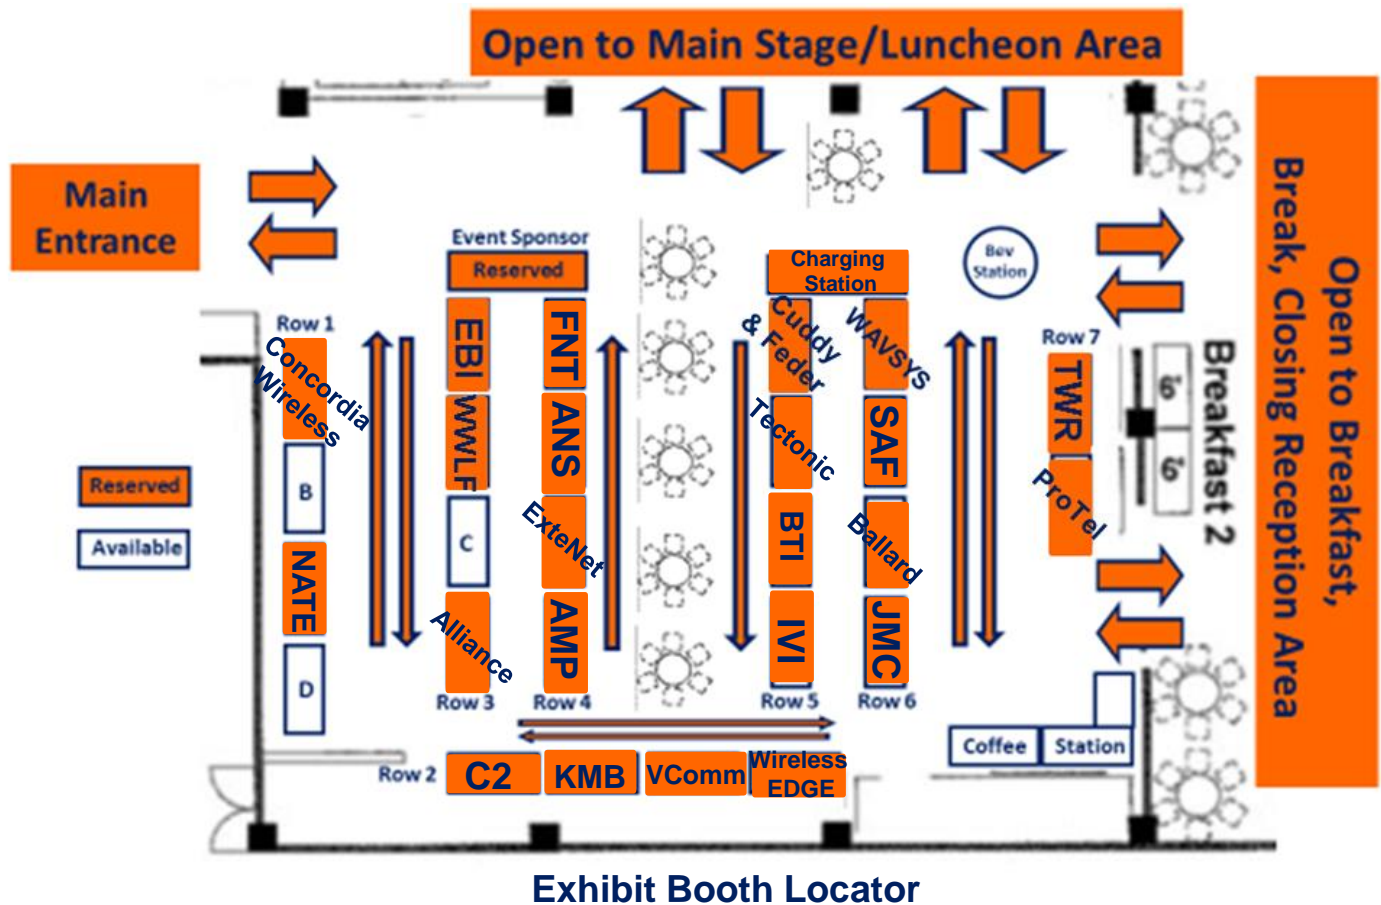 Open to Main Stage/Luncheon Area
Main
Entrance
Open to Breakfast,
Break, Closing Reception Area
Event Sponsor
Reserved
Charging
Station
Bev
Station
Row 1
Concordia
Wireless
B
NATE
D
EBI
WWLF
C
Alliance
Row 3
FNT
ANS
ExteNet
AMP
Row 4
Cuddy
& Feder
Tectonic
BTI
IVI
Row 5
WAVSYS
SAF
Ballard
JMC
Row 6
Row 7
TWR
ProTel
Breakfast 2
6'
6'
Reserved
Available
Row 2
C2
KMB
VComm
Wireless
EDGE
Coffee
Station
Exhibit Booth Locator